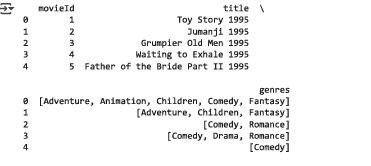 movieId title \
0 1 Toy Story 1995
1 2 Jumanji 1995
2 3 Grumpier Old Men 1995
3 4 Waiting to Exhale 1995
4 5 Father of the Bride Part II 1995
genres
0 [Adventure, Animation, Children, Comedy, Fantasy]
1 [Adventure, Children, Fantasy]
2 [Comedy, Romance]
3 [Comedy, Drama, Romance]
4 [Comedy]